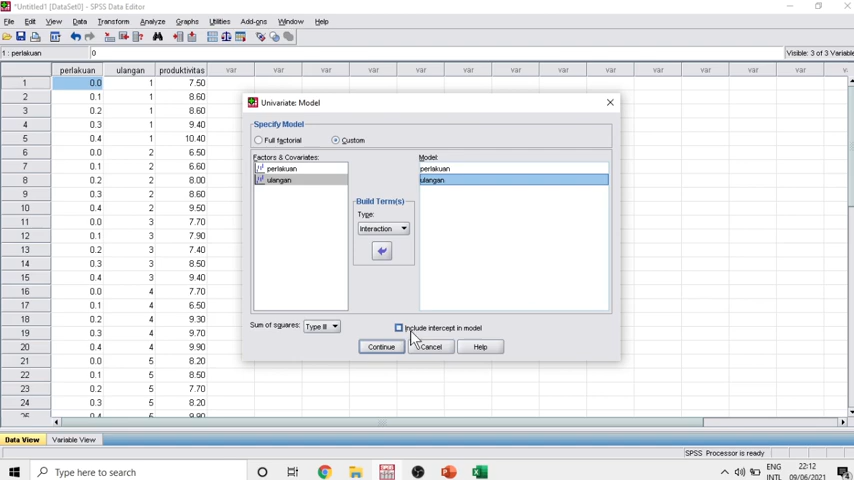 *Untitled1 [DataSet0] - SPSS Data Editor
File Edit View Data Transform Analyze Graphs Utilities Add-ons Window Help
1 : perlakuan 0 Visible: 3 of 3 Variable
perlakuan ulangan produktivitas var var var var var var var var var var var var
1 0.0 1 7.50
2 0.1 1 8.60
3 0.2 1 8.60
4 0.3 1 9.40
5 0.4 1 10.40
6 0.0 2 6.50
7 0.1 2 6.60
8 0.2 2 8.00
9 0.3 2 8.60
10 0.4 2 9.50
11 0.0 3 7.70
12 0.1 3 7.90
13 0.2 3 7.40
14 0.3 3 8.50
15 0.4 3 9.40
16 0.0 4 7.70
17 0.1 4 6.50
18 0.2 4 9.30
19 0.3 4 9.70
20 0.4 4 9.90
21 0.0 5 8.20
22 0.1 5 8.50
23 0.2 5 7.70
24 0.3 5 8.20
25 0.4 5 9.90
Univariate: Model
Specify Model
Full factorial Custom
Factors & Covariates: Model:
perlakuan perlakuan
ulangan ulangan
Build Term(s)
Type:
Interaction
Sum of squares: Type III Include intercept in model
Continue Cancel Help
Data View Variable View
SPSS Processor is ready
Type here to search
ENG 22:12
INTL 09/06/2021
4